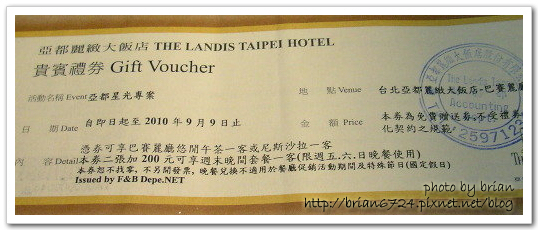 亞都麗緻大飯店 THE LANDIS TAIPEI HOTEL
貴賓禮券 Gift Voucher
活動名稱 Event 亞都星光專案
地 點 Venue 台北亞都麗緻大飯店-巴賽麗廳
日 期 Date 自即日起至 2010 年 9 月 9 日止
金 額 Price 本券為免費贈送券,不受禮券
化契約之規範
憑券可享巴賽麗廳悠閒午茶一客或尼斯沙拉一客
內 容 Detail 本券二張加 200 元可享週末晚間套餐一客(限週五.六.日晚餐使用)
本券恕不找零, 不另開發票, 晚餐兌換不適用於餐廳促銷活動期間及特殊節日(國定假日)
Issued by F&B Depe.NET
The Landis Taipei
Accounting
2597123
photo by brian
http://brian6724.pixnet.net/blog